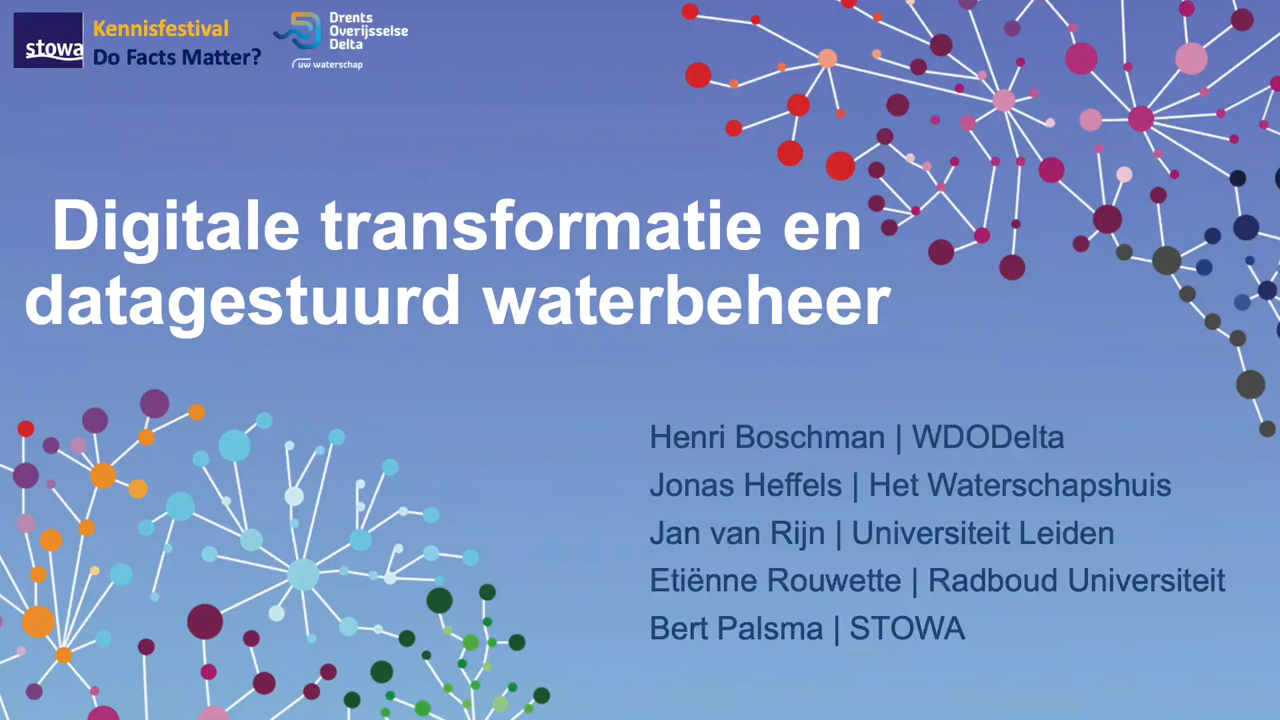 stowa
Kennisfestival
Do Facts Matter?
Drents
Overijsselse
Delta
uw waterschap
Digitale transformatie en
datagestuurd waterbeheer
Henri Boschman | WDODelta
Jonas Heffels | Het Waterschapshuis
Jan van Rijn | Universiteit Leiden
Etiënne Rouwette | Radboud Universiteit
Bert Palsma | STOWA